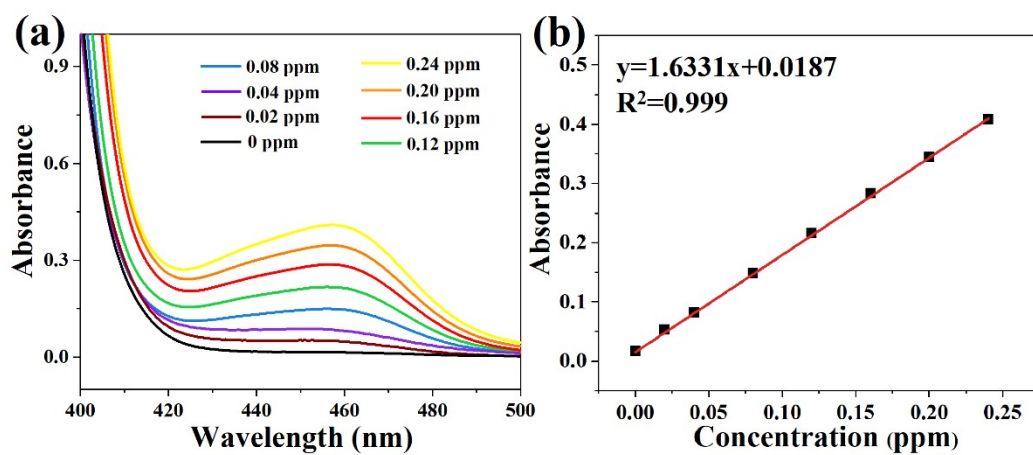 (a)
0.9
0.6
0.3
0.0
Absorbance
0.08 ppm
0.04 ppm
0.02 ppm
0 ppm
0.24 ppm
0.20 ppm
0.16 ppm
0.12 ppm
400 420 440 460 480 500
Wavelength (nm)
(b)
y=1.6331x+0.0187
R²=0.999
0.5
0.4
0.3
0.2
0.1
0.0
Absorbance
0.00 0.05 0.10 0.15 0.20 0.25
Concentration (ppm)